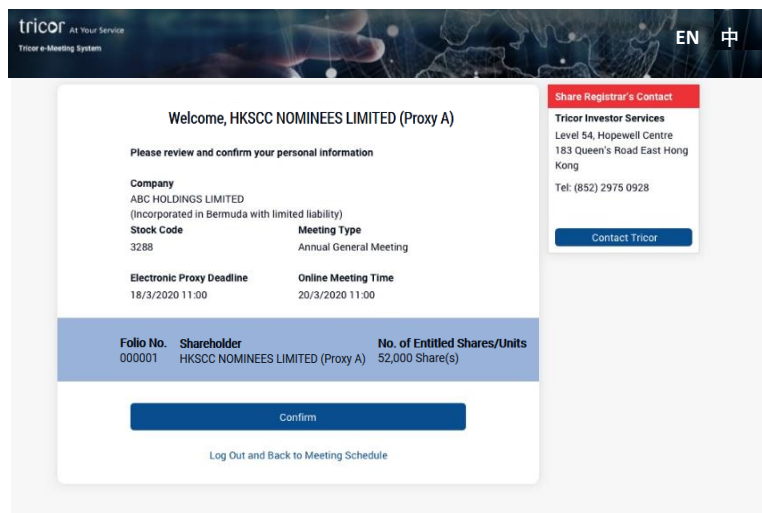 tricor At Your Service
Tricor e-Meeting System
EN 中
Welcome, HKSCC NOMINEES LIMITED (Proxy A)
Please review and confirm your personal information
Company
ABC HOLDINGS LIMITED
(Incorporated in Bermuda with limited liability)
Stock Code Meeting Type
3288 Annual General Meeting
Electronic Proxy Deadline Online Meeting Time
18/3/2020 11:00 20/3/2020 11:00
Folio No. Shareholder No. of Entitled Shares/Units
000001 HKSCC NOMINEES LIMITED (Proxy A) 52,000 Share(s)
Confirm
Log Out and Back to Meeting Schedule
Share Registrar's Contact
Tricor Investor Services
Level 54, Hopewell Centre
183 Queen's Road East Hong
Kong
Tel: (852) 2975 0928
Contact Tricor